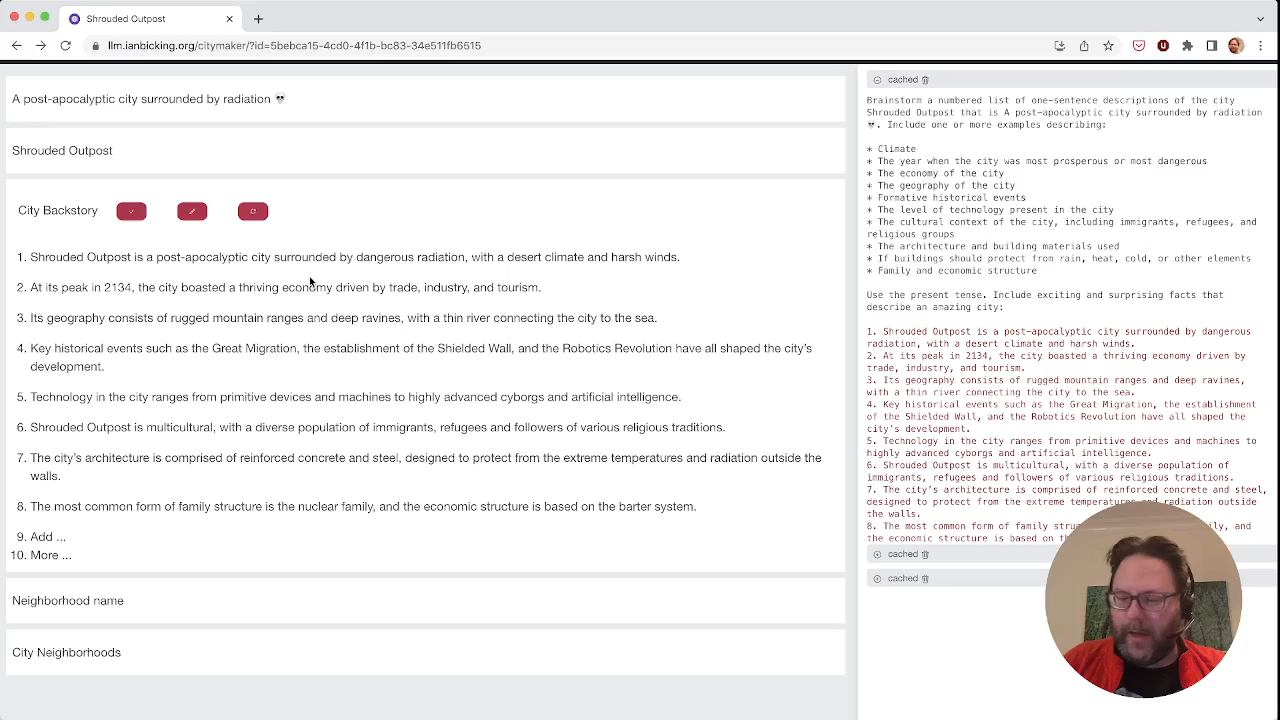 Shrouded Outpost
llm.ianbicking.org/citymaker/?id=5bebca15-4cd0-4f1b-bc83-34e511fb6515
A post-apocalyptic city surrounded by radiation 💀
Shrouded Outpost
City Backstory
1. Shrouded Outpost is a post-apocalyptic city surrounded by dangerous radiation, with a desert climate and harsh winds.
2. At its peak in 2134, the city boasted a thriving economy driven by trade, industry, and tourism.
3. Its geography consists of rugged mountain ranges and deep ravines, with a thin river connecting the city to the sea.
4. Key historical events such as the Great Migration, the establishment of the Shielded Wall, and the Robotics Revolution have all shaped the city's
development.
5. Technology in the city ranges from primitive devices and machines to highly advanced cyborgs and artificial intelligence.
6. Shrouded Outpost is multicultural, with a diverse population of immigrants, refugees and followers of various religious traditions.
7. The city's architecture is comprised of reinforced concrete and steel, designed to protect from the extreme temperatures and radiation outside the
walls.
8. The most common form of family structure is the nuclear family, and the economic structure is based on the barter system.
9. Add ...
10. More ...
Neighborhood name
City Neighborhoods
cached
Brainstorm a numbered list of one-sentence descriptions of the city
Shrouded Outpost that is A post-apocalyptic city surrounded by radiation
💀. Include one or more examples describing:
* Climate
* The year when the city was most prosperous or most dangerous
* The economy of the city
* The geography of the city
* Formative historical events
* The level of technology present in the city
* The cultural context of the city, including immigrants, refugees, and
religious groups
* The architecture and building materials used
* If buildings should protect from rain, heat, cold, or other elements
* Family and economic structure
Use the present tense. Include exciting and surprising facts that
describe an amazing city:
1. Shrouded Outpost is a post-apocalyptic city surrounded by dangerous
radiation, with a desert climate and harsh winds.
2. At its peak in 2134, the city boasted a thriving economy driven by
trade, industry, and tourism.
3. Its geography consists of rugged mountain ranges and deep ravines,
with a thin river connecting the city to the sea.
4. Key historical events such as the Great Migration, the establishment
of the Shielded Wall, and the Robotics Revolution have all shaped the
city's development.
5. Technology in the city ranges from primitive devices and machines to
highly advanced cyborgs and artificial intelligence.
6. Shrouded Outpost is multicultural, with a diverse population of
immigrants, refugees and followers of various religious traditions.
7. The city's architecture is comprised of reinforced concrete and steel,
designed to protect from the extreme temperatures and radiation outside
the walls.
8. The most common form of family and
the economic structure is based on
cached
cached